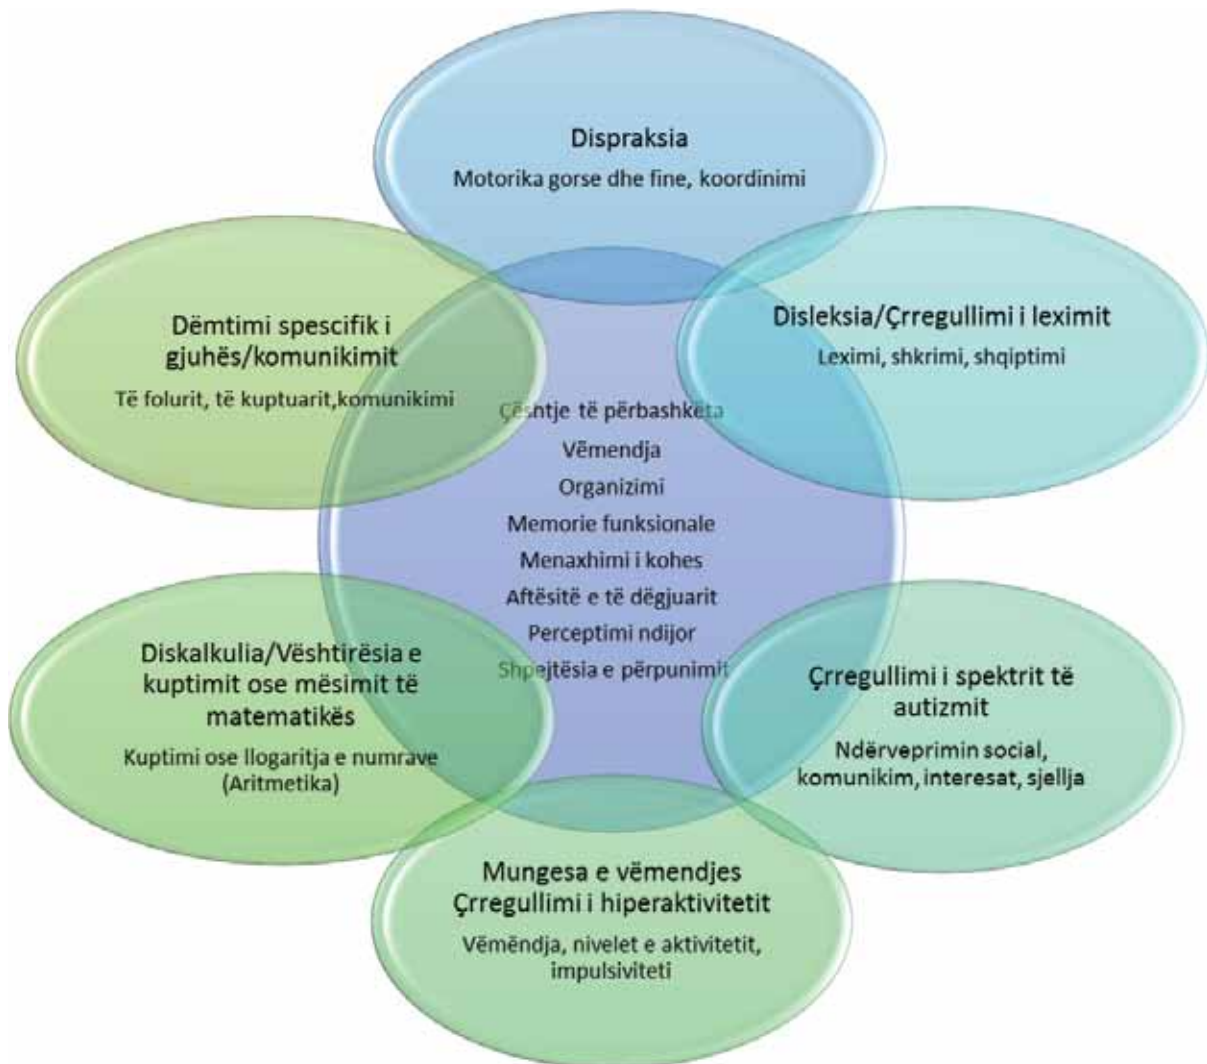 Dispraksia
Motorika gorse dhe fine, koordinimi
Dëmtimi spescifik i
gjuhës/komunikimit
Të folurit, të kuptuarit,komunikimi
Disleksia/Çrregullimi i leximit
Leximi, shkrimi, shqiptimi
Çështje të përbashkëta
Vëmendja
Organizimi
Memorie funksionale
Menaxhimi i kohes
Aftësitë e të dëgjuarit
Perceptimi ndijor
Shpejtësia e përpunimit
Diskalkulia/Vështirësia e
kuptimit ose mësimit të
matematikës
Kuptimi ose llogaritja e numrave
(Aritmetika)
Çrregullimi i spektrit të
autizmit
Ndërveprimin social,
komunikim, interesat, sjellja
Mungesa e vëmendjes
Çrregullimi i hiperaktivitetit
Vëmëndja, nivelet e aktivitetit,
impulsiviteti